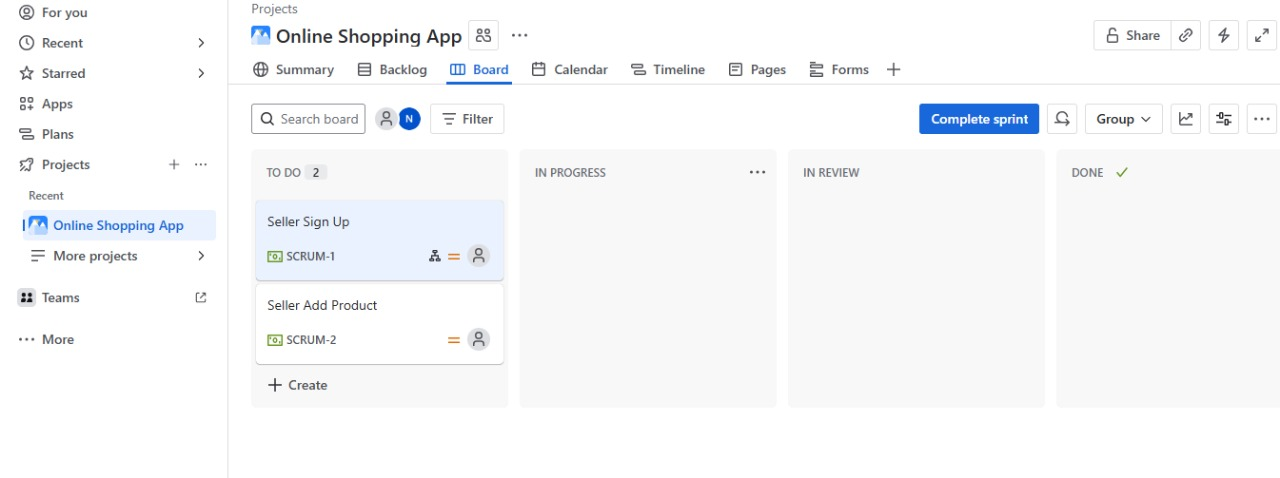 For you
Recent
Starred
Apps
Plans
Projects
Recent
Online Shopping App
More projects
Teams
More
Projects
Online Shopping App
Share
Summary Backlog Board Calendar Timeline Pages Forms
Search board
N
Filter
Complete sprint
Group
TO DO 2
Seller Sign Up
SCRUM-1
Seller Add Product
SCRUM-2
Create
IN PROGRESS
IN REVIEW
DONE